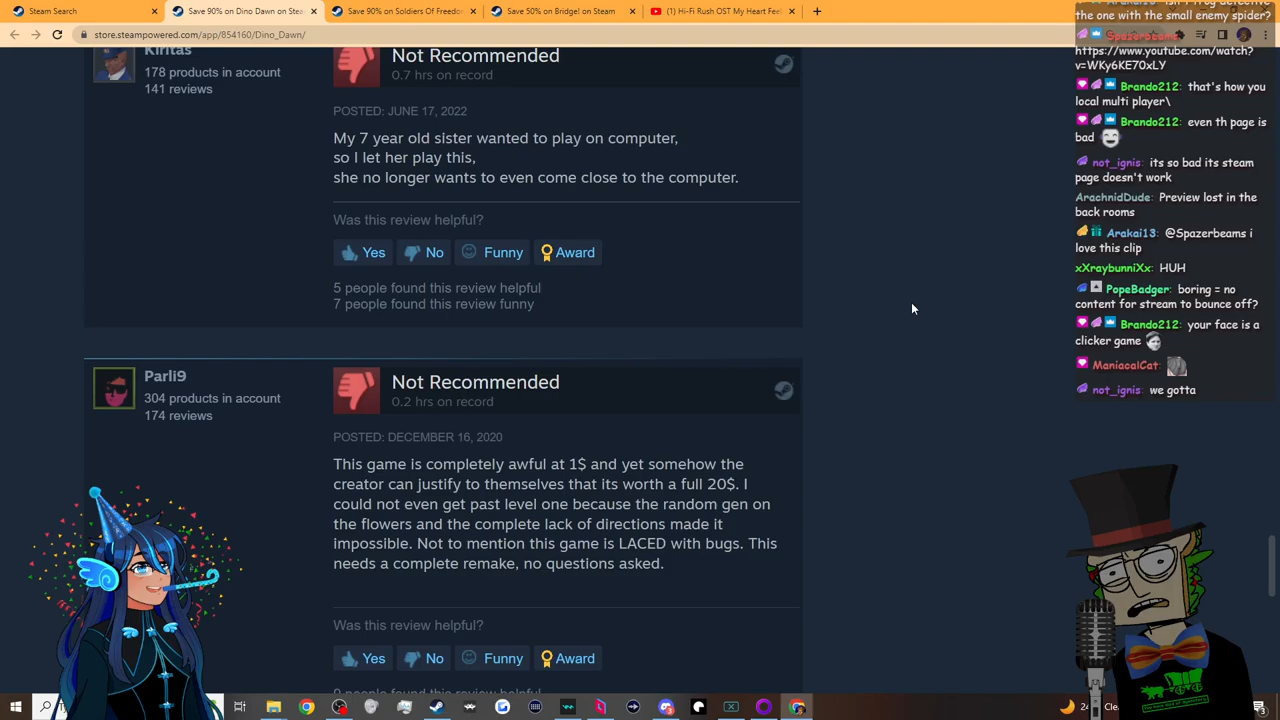 Steam Search
Save 90% on Dino Dawn on Stea
Save 90% on Soldiers Of Freedom
Save 50% on Bridge! on Steam
(1) Hi-Fi Rush OST My Heart Feel
store.steampowered.com/app/854160/Dino_Dawn/
Kiritas
178 products in account
141 reviews
Not Recommended
0.7 hrs on record
POSTED: JUNE 17, 2022
My 7 year old sister wanted to play on computer,
so I let her play this,
she no longer wants to even come close to the computer.
Was this review helpful?
Yes
No
Funny
Award
5 people found this review helpful
7 people found this review funny
Parli9
304 products in account
174 reviews
Not Recommended
0.2 hrs on record
POSTED: DECEMBER 16, 2020
This game is completely awful at 1$ and yet somehow the
creator can justify to themselves that its worth a full 20$. I
could not even get past level one because the random gen on
the flowers and the complete lack of directions made it
impossible. Not to mention this game is LACED with bugs. This
needs a complete remake, no questions asked.
Was this review helpful?
Yes
No
Funny
Award
the one with the small enemy spider?
Spazerbeams:
https://www.youtube.com/watch?
v=WKy6KE70xLY
Brando212: that's how you
local multi player\
Brando212: even th page is
bad
not_ignis: its so bad its steam
page doesn't work
ArachnidDude: Preview lost in the
back rooms
Arakai13: @Spazerbeams i
love this clip
xXraybunniXx: HUH
PopeBadger: boring = no
content for stream to bounce off?
Brando212: your face is a
clicker game
ManiacalCat:
not_ignis: we gotta